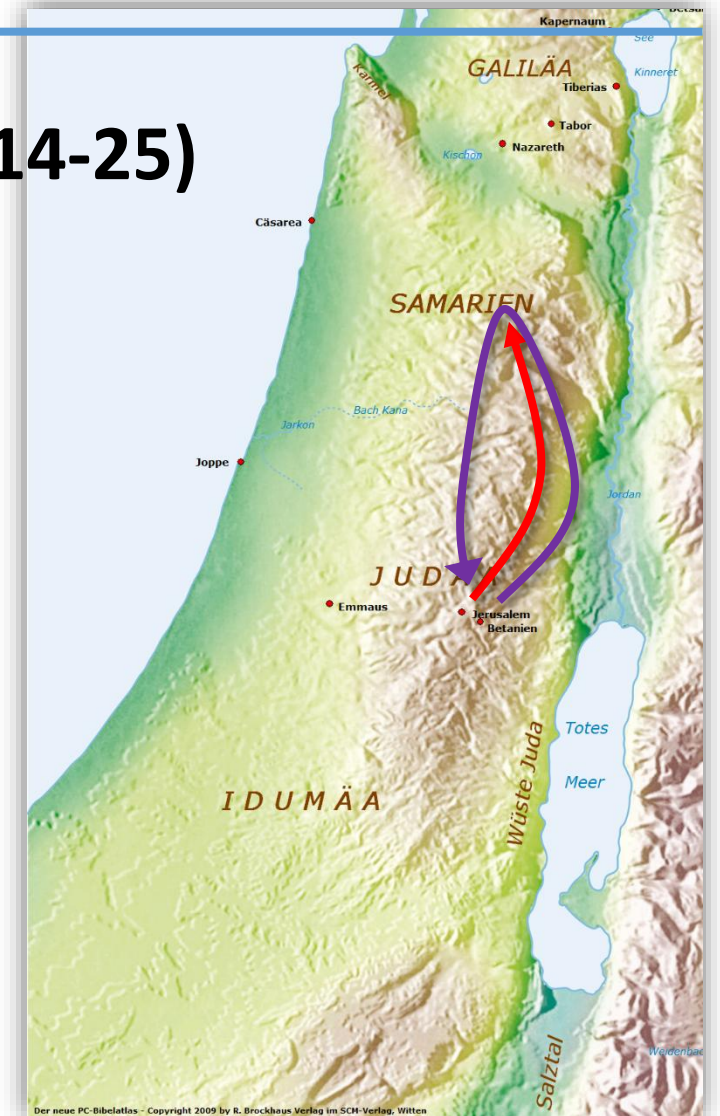 Kapernaum
See
Kinneret
GALILÄA
Karmel
Tiberias
Tabor
Nazareth
Kischon
14-25)
Cäsarea
SAMARIEN
Bach Kana
Jarkon
Joppe
Jordan
JUDÄA
Emmaus
Jerusalem
Betanien
Totes
Meer
Wüste Juda
IDUMÄA
Salztal
Der neue PC-Bibelatlas - Copyright 2009 by R. Brockhaus Verlag im SCM-Verlag, Witten